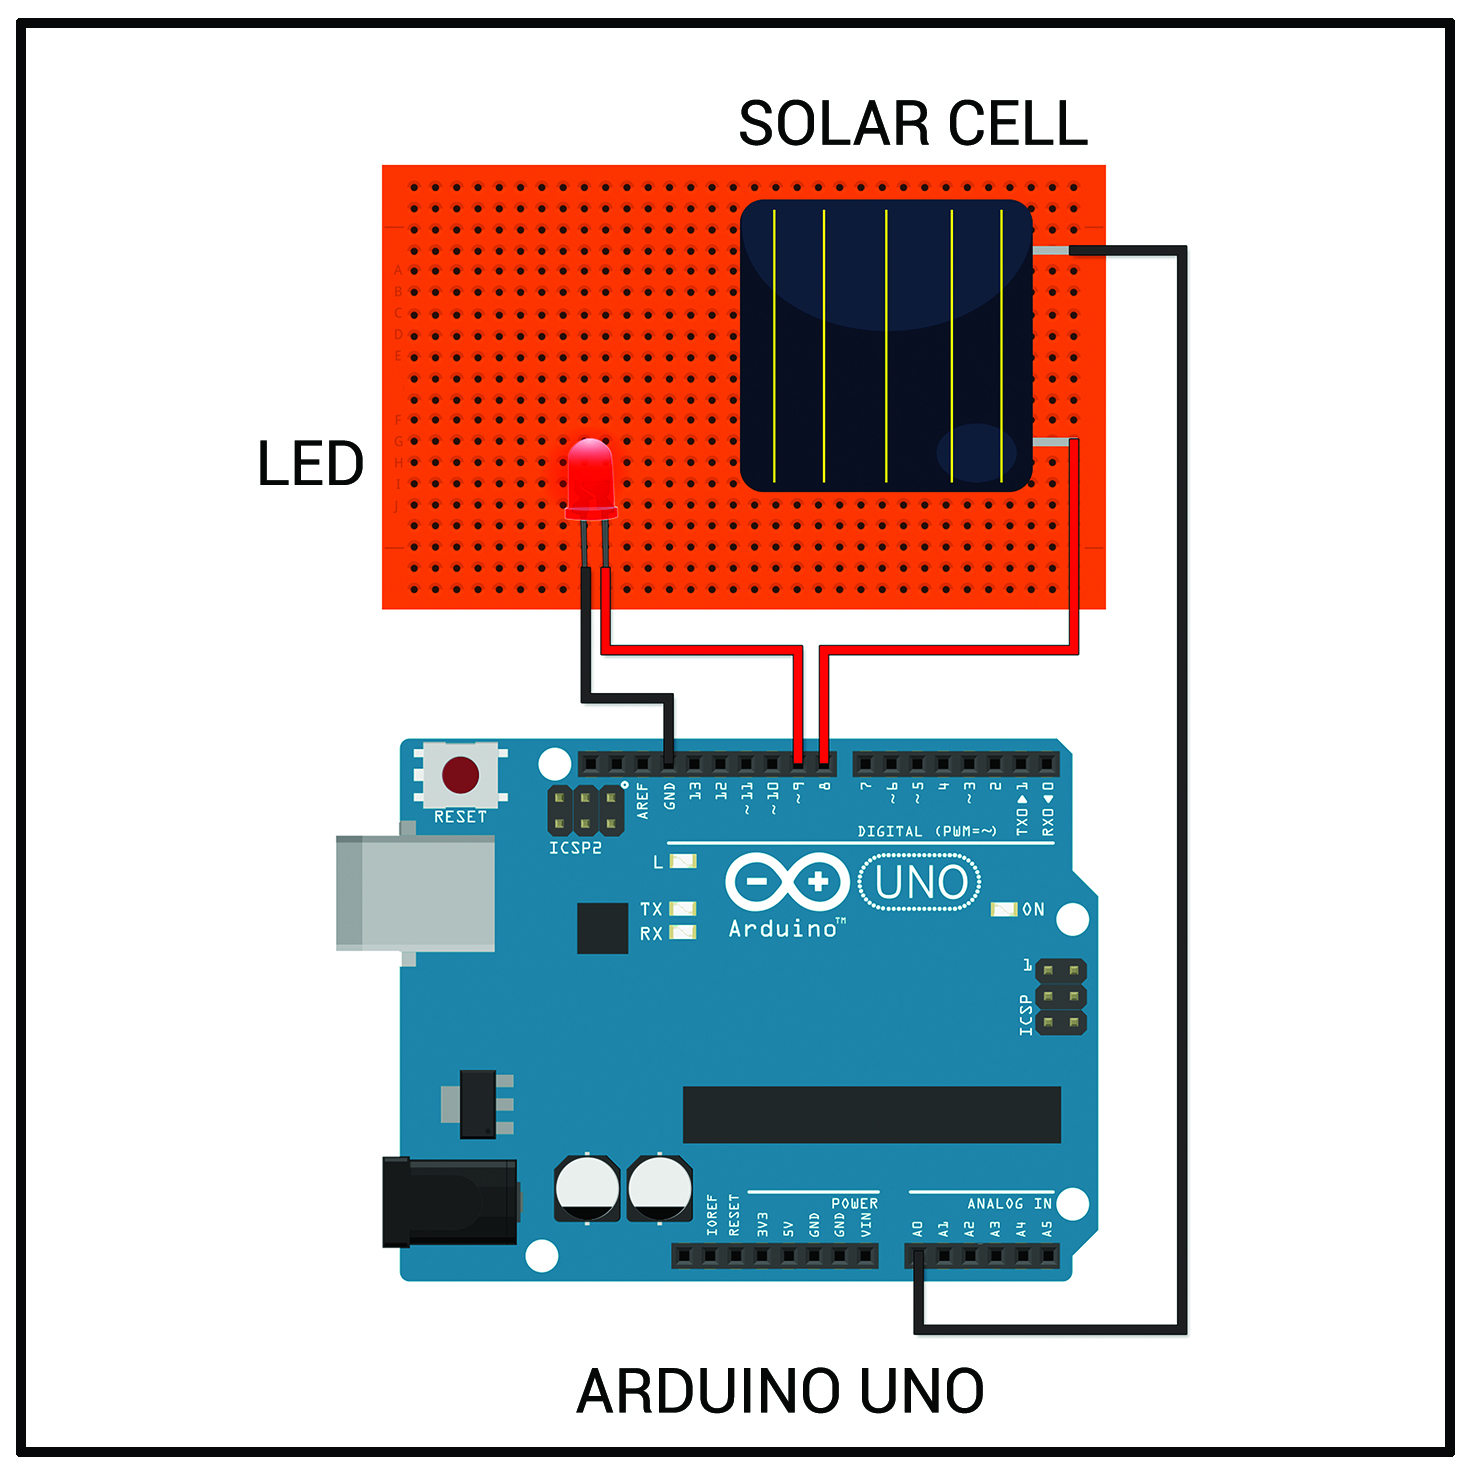 SOLAR CELL
A
B
C
D
E
F
G
H
I
J
LED
RESET
ICSP2
AREF
GND
13
12
~11
~10
~9
8
7
~6
~5
4
~3
2
TX0▶1
RX0◀0
DIGITAL (PWM=~)
L
TX
RX
Arduino™
UNO
ON
1
ICSP
IOREF
RESET
3V3
5V
GND
GND
VIN
POWER
ANALOG IN
A0
A1
A2
A3
A4
A5
ARDUINO UNO